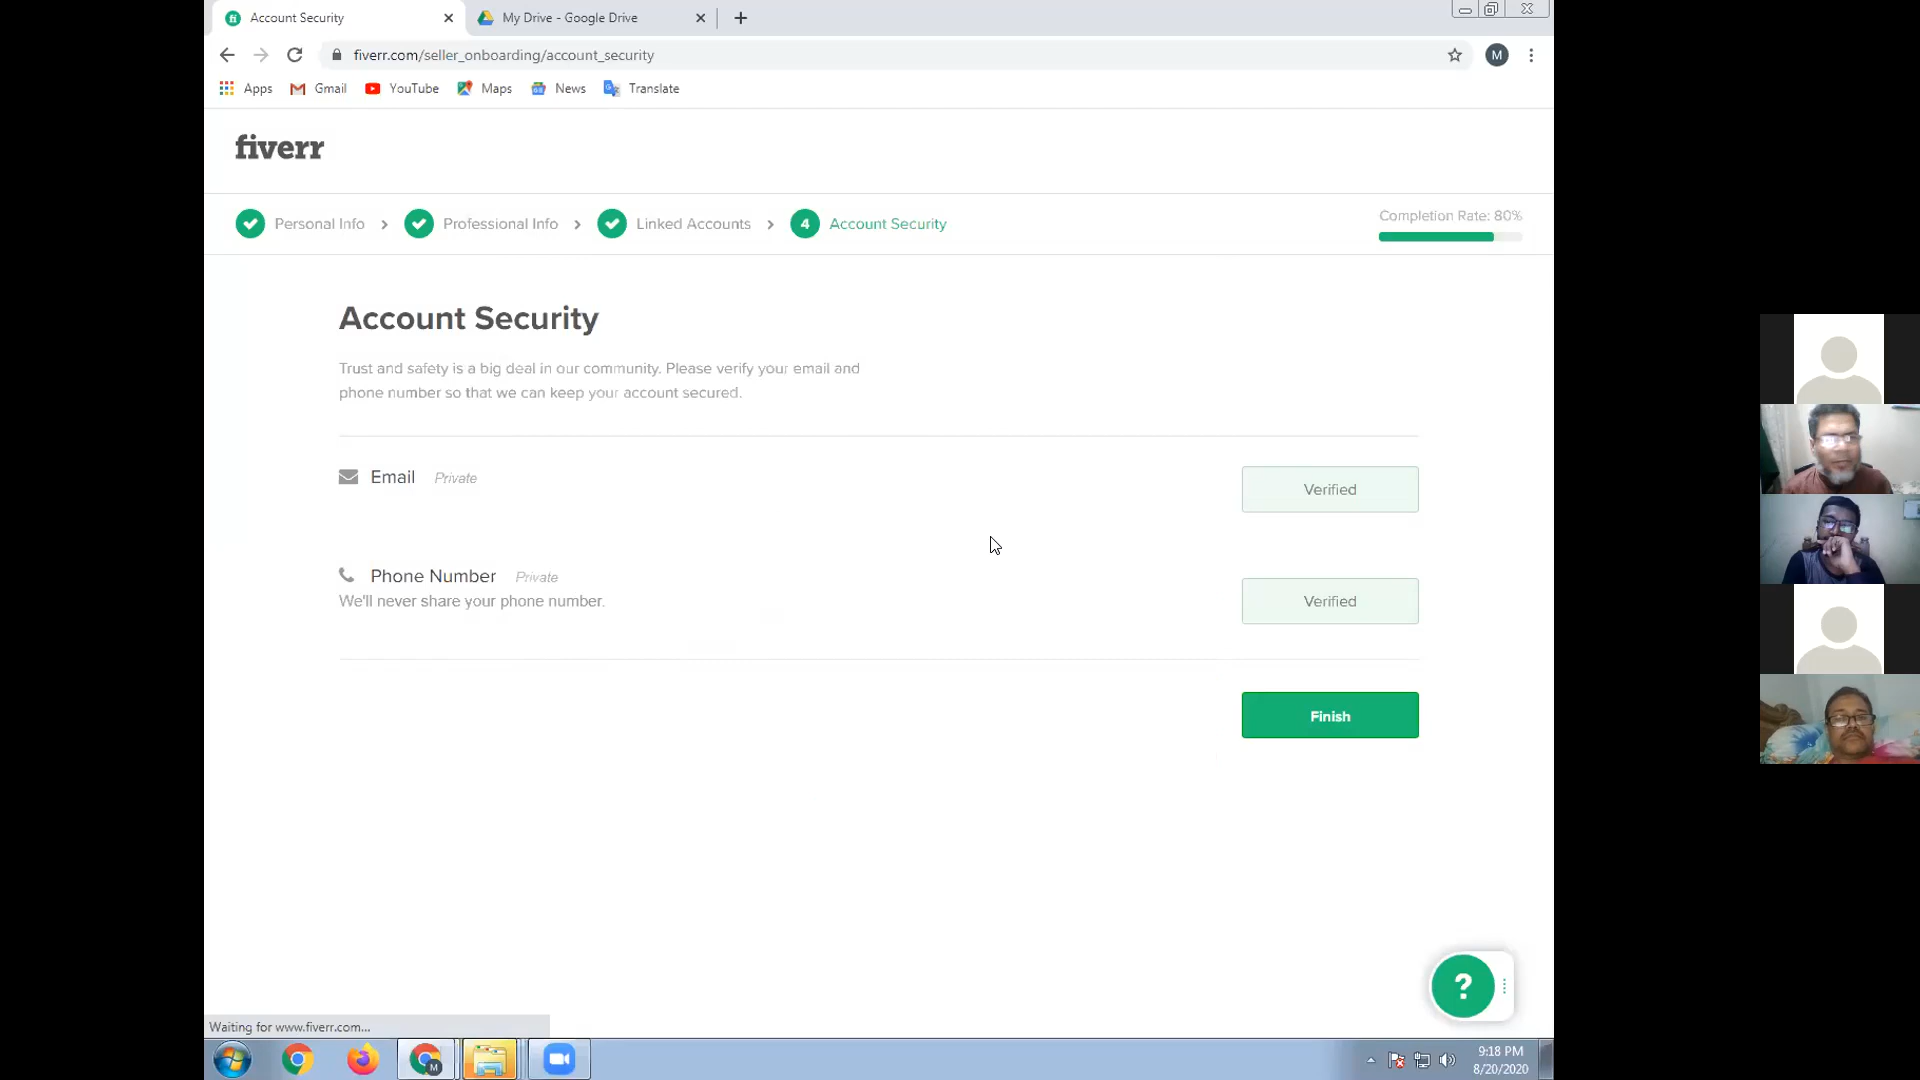 Account Security
My Drive - Google Drive
fiverr.com/seller_onboarding/account_security
M
Apps
Gmail
YouTube
Maps
News
Translate
fiverr
Personal Info
Professional Info
Linked Accounts
4
Account Security
Completion Rate: 80%
Account Security
Trust and safety is a big deal in our community. Please verify your email and
phone number so that we can keep your account secured.
Email Private
Verified
Phone Number Private
We'll never share your phone number.
Verified
Finish
?
Waiting for www.fiverr.com...
M
9:18 PM
8/20/2020